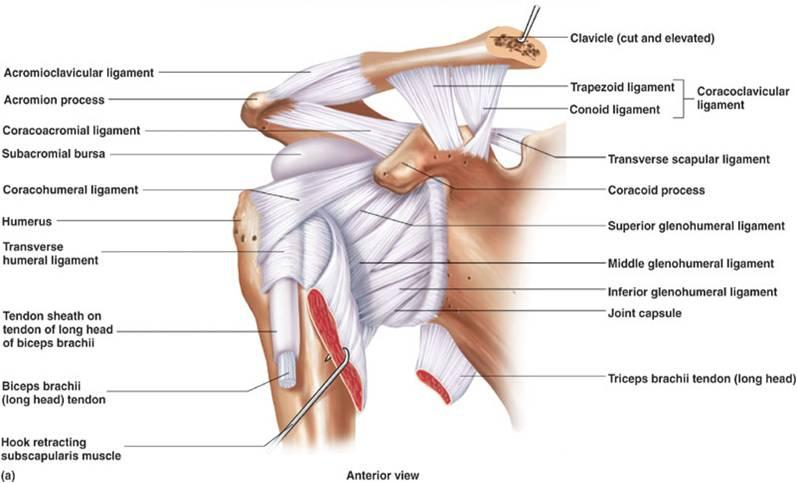 Acromioclavicular ligament
Acromion process
Coracoacromial ligament
Subacromial bursa
Coracohumeral ligament
Humerus
Transverse
humeral ligament
Tendon sheath on
tendon of long head
of biceps brachii
Biceps brachii
(long head) tendon
Hook retracting
subscapularis muscle
Clavicle (cut and elevated)
Trapezoid ligament
Conoid ligament
Coracoclavicular
ligament
Transverse scapular ligament
Coracoid process
Superior glenohumeral ligament
Middle glenohumeral ligament
Inferior glenohumeral ligament
Joint capsule
Triceps brachii tendon (long head)
(a)
Anterior view